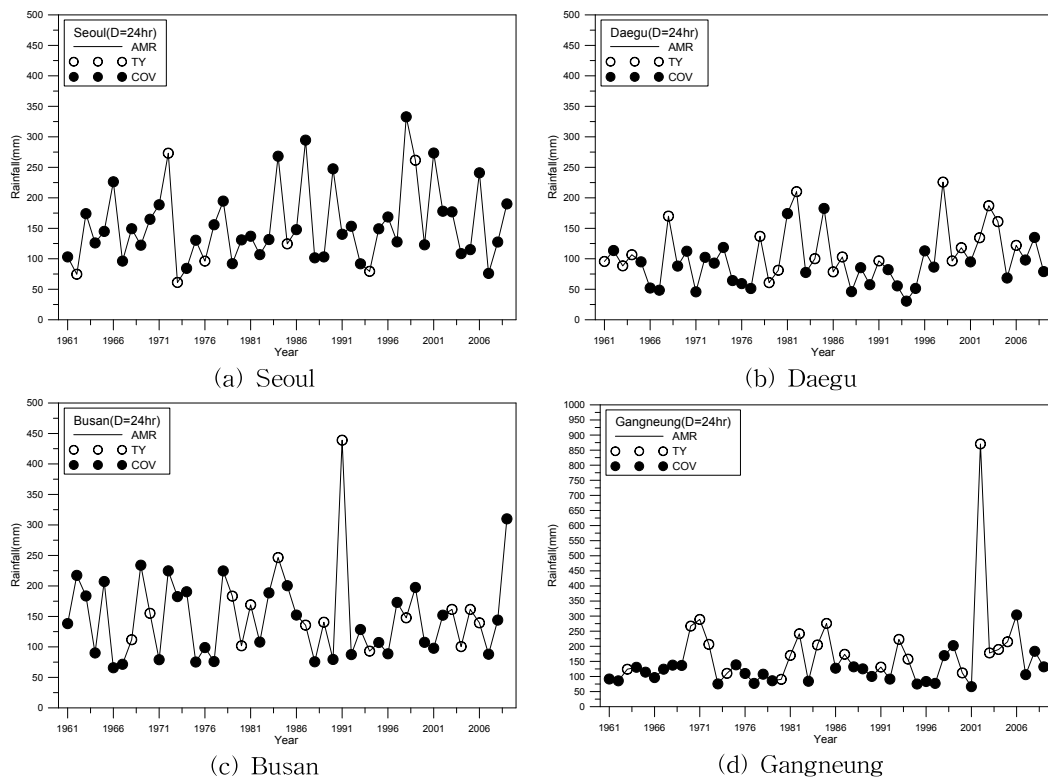 500
450
400
350
300
250
200
150
100
50
0
Rainfall(mm)
Seoul(D=24hr)
AMR
TY
COV
1961 1966 1971 1976 1981 1986 1991 1996 2001 2006
Year
(a) Seoul
500
450
400
350
300
250
200
150
100
50
0
Rainfall(mm)
Daegu(D=24hr)
AMR
TY
COV
1961 1966 1971 1976 1981 1986 1991 1996 2001 2006
Year
(b) Daegu
500
450
400
350
300
250
200
150
100
50
0
Rainfall(mm)
Busan(D=24hr)
AMR
TY
COV
1961 1966 1971 1976 1981 1986 1991 1996 2001 2006
Year
(c) Busan
1000
950
900
850
800
750
700
650
600
550
500
450
400
350
300
250
200
150
100
50
0
Rainfall(mm)
Gangneung(D=24hr)
AMR
TY
COV
1961 1966 1971 1976 1981 1986 1991 1996 2001 2006
Year
(d) Gangneung